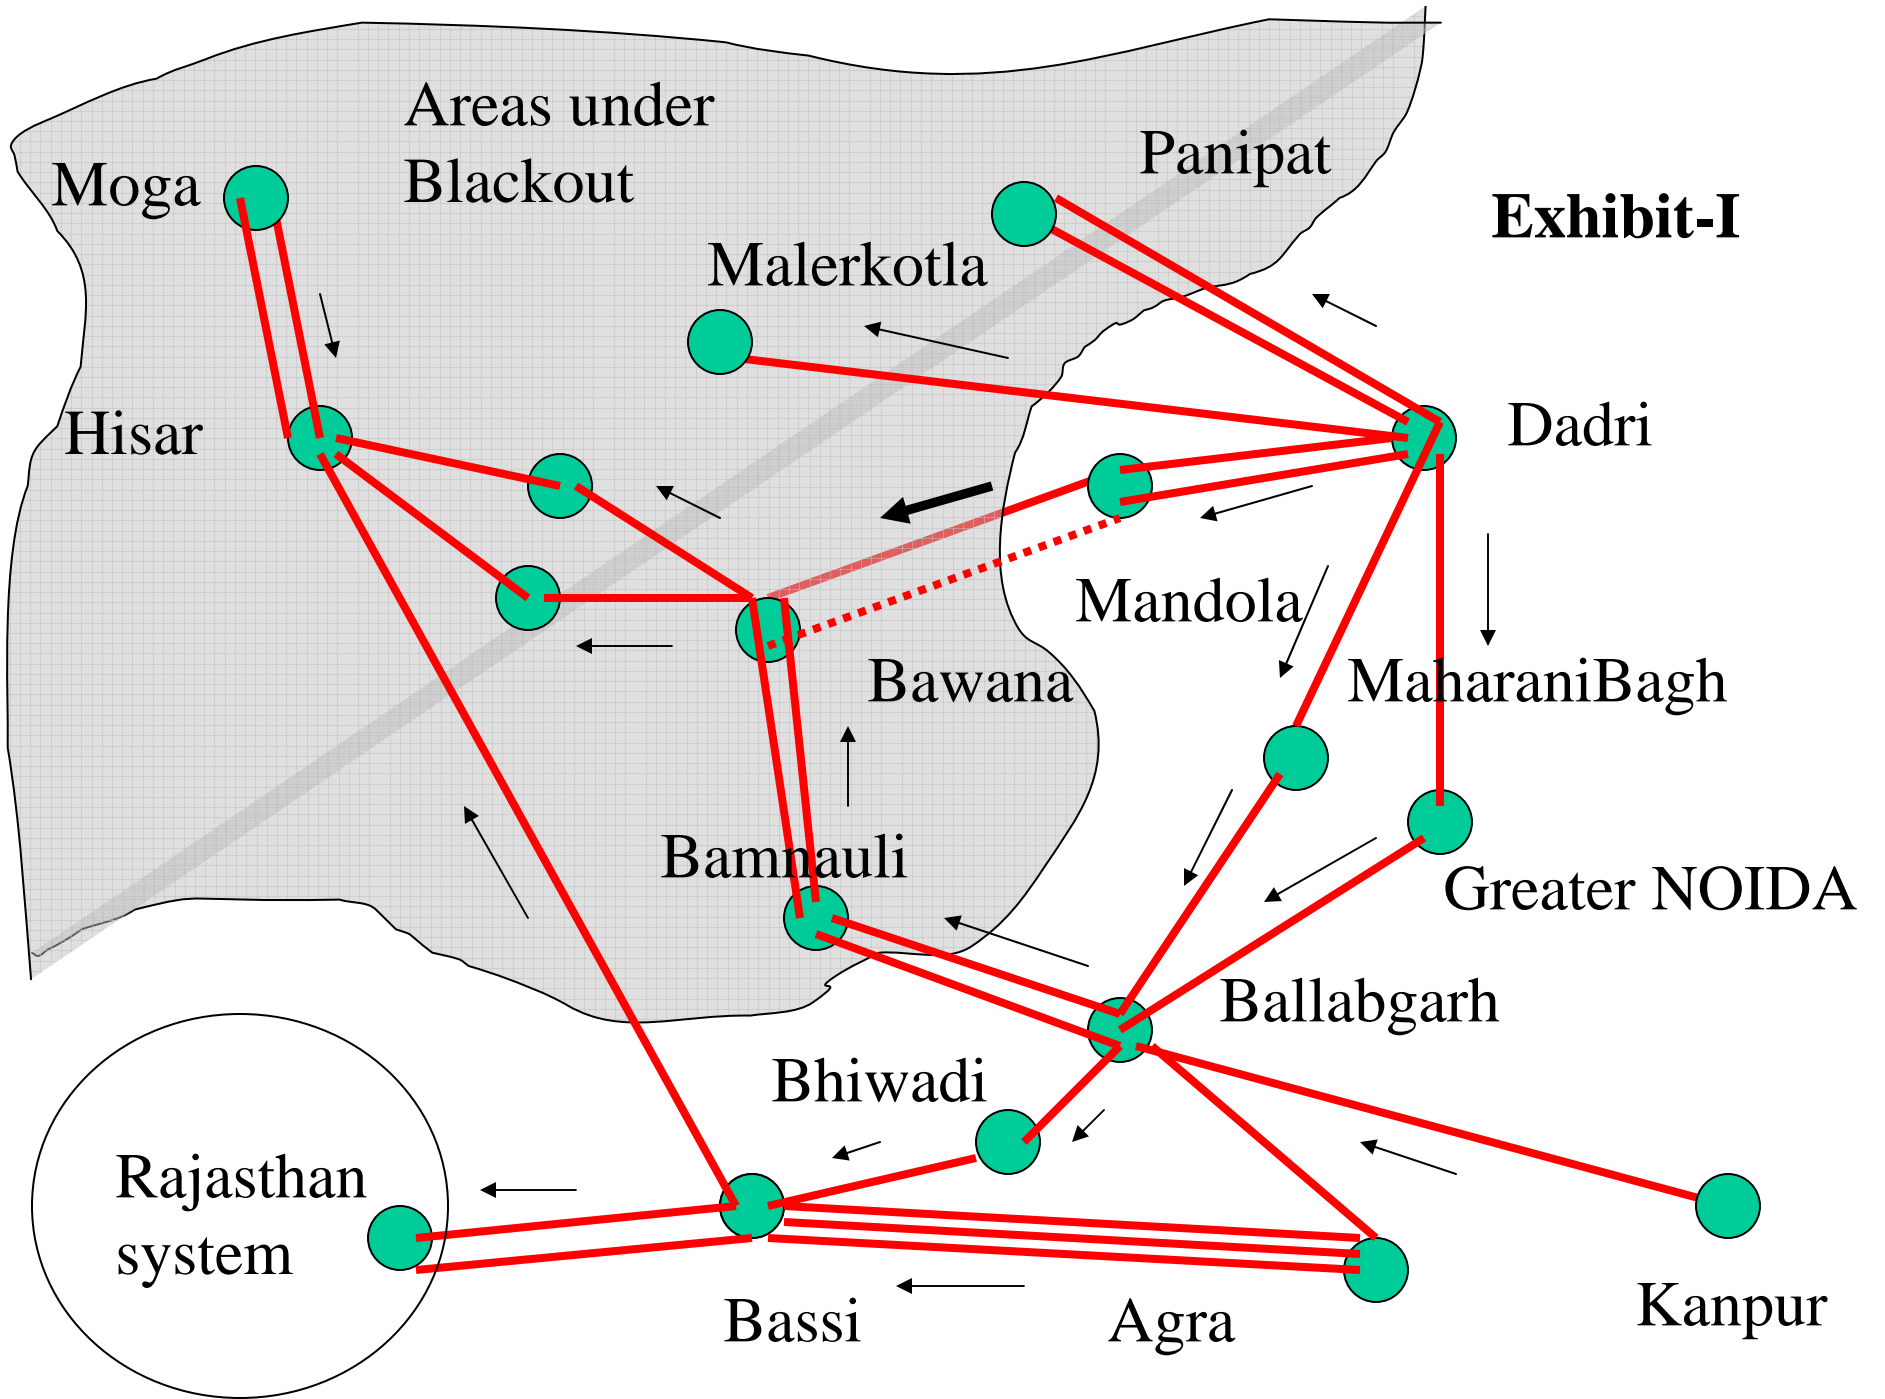 Areas under
Blackout
Panipat
Moga
Exhibit-I
Malerkotla
Dadri
Hisar
Mandola
MaharaniBagh
Bawana
Bamnauli
Greater NOIDA
Ballabgarh
Bhiwadi
Rajasthan
system
Kanpur
Bassi
Agra